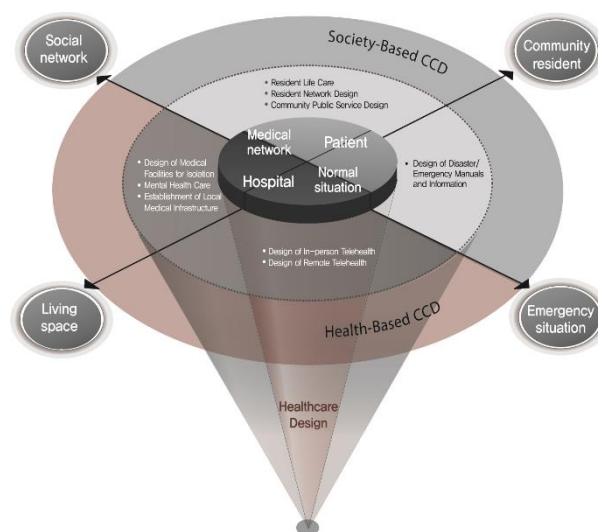 Social
network
Society-Based CCD
Community
resident
• Resident Life Care
• Resident Network Design
• Community Public Service Design
Medical
network
Patient
• Design of Medical
Facilities for Isolation
• Mental Health Care
• Establishment of Local
Medical Infrastructure
Hospital
Normal
situation
• Design of Disaster/
Emergency Manuals
and Information
• Design of In-person Telehealth
• Design of Remote Telehealth
Living
space
Health-Based CCD
Emergency
situation
Healthcare
Design